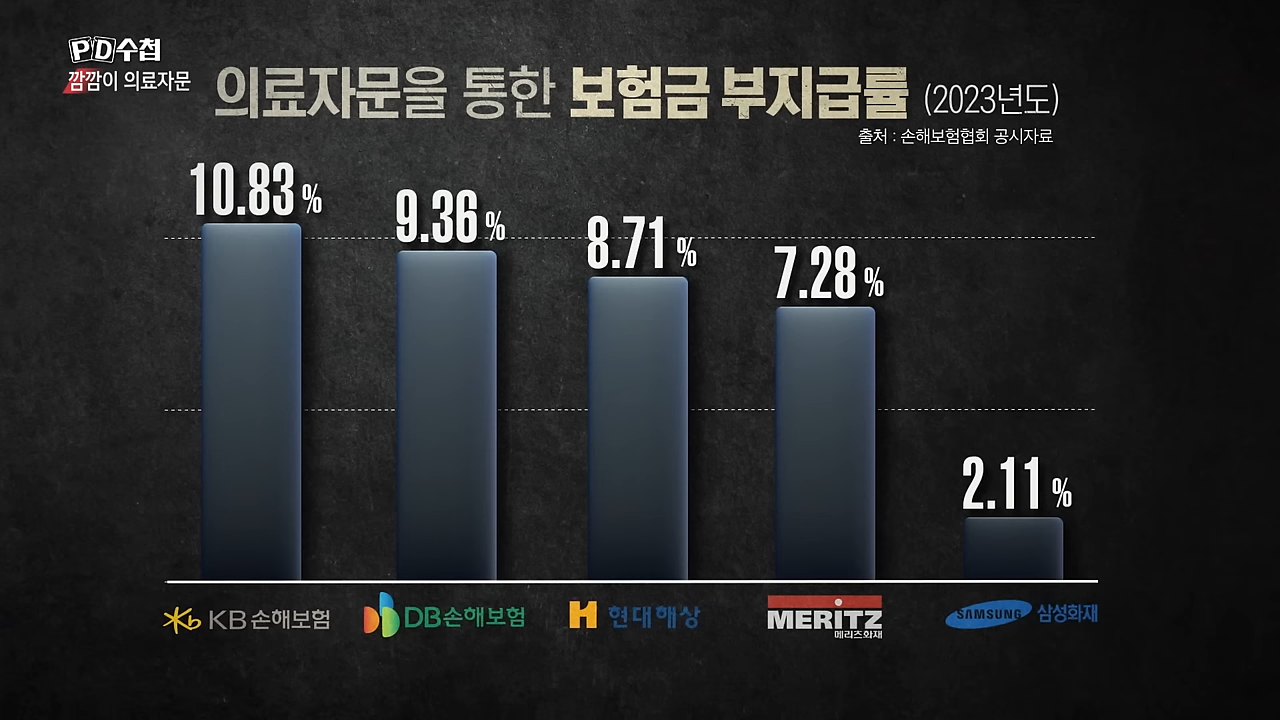 PD수첩
깜깜이 의료자문
의료자문을 통한 보험금 부지급률 (2023년도)
출처 : 손해보험협회 공시자료
10.83 %
9.36 %
8.71 %
7.28 %
2.11 %
KB 손해보험
DB손해보험
현대해상
MERITZ
메리츠화재
SAMSUNG 삼성화재